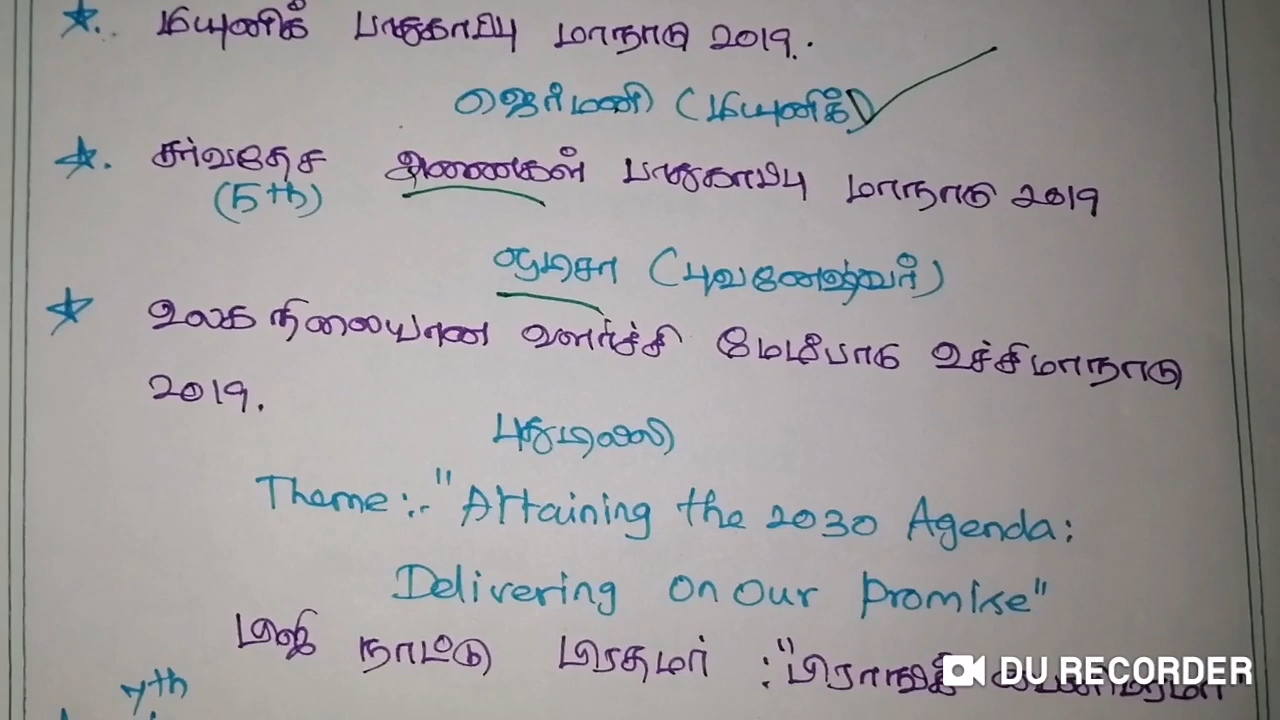 மியுனிக் பாதுகாப்பு மாநாடு 2019.
ஜெர்மனி (மியுனிக்)
சர்வதேச அணைகள் பாதுகாப்பு மாநாடு 2019
(5th)
ஒடிசா (புவனேஷ்வர்)
உலக நிலையான வளர்ச்சி மேம்பாடு உச்சிமாநாடு
2019.
புதுடில்லி
Theme:- "Attaining the 2030 Agenda:
Delivering on Our Promise"
பிஜி நாட்டு பிரதமர் :
7th
DU RECORDER